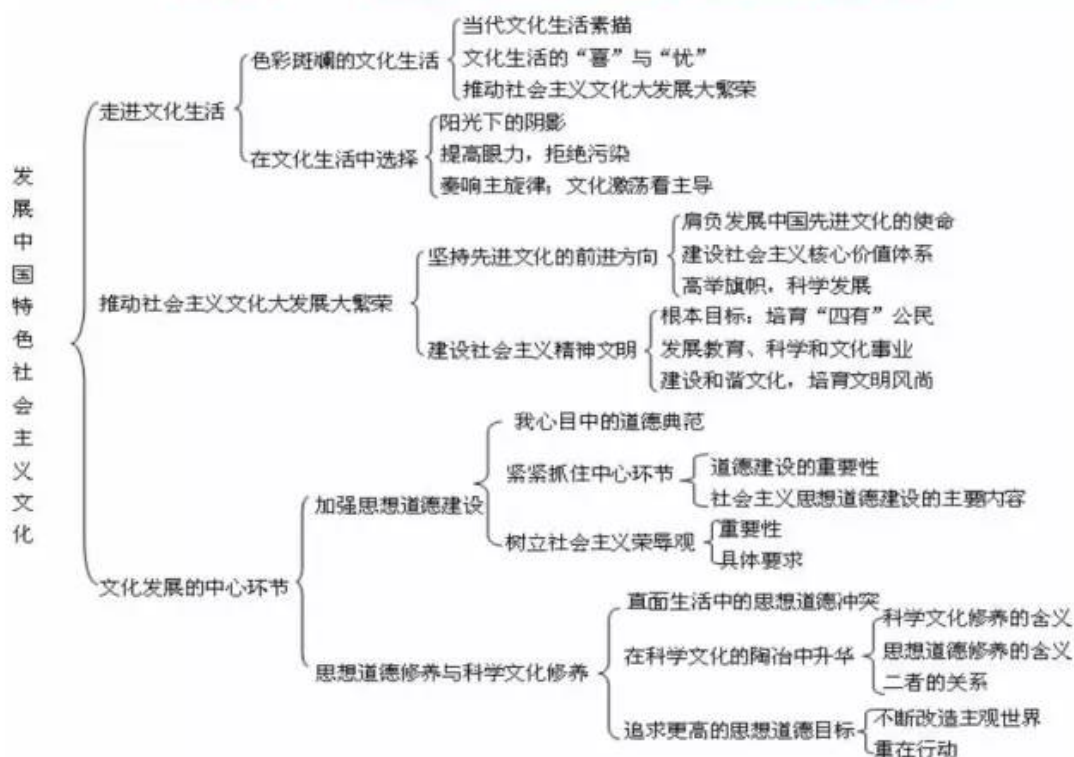 发展中国特色社会主义文化
走进文化生活
色彩斑斓的文化生活
当代文化生活素描
文化生活的“喜”与“忧”
推动社会主义文化大发展大繁荣
在文化生活中选择
阳光下的阴影
提高眼力，拒绝污染
奏响主旋律；文化激荡看主导
推动社会主义文化大发展大繁荣
坚持先进文化的前进方向
肩负发展中国先进文化的使命
建设社会主义核心价值体系
高举旗帜，科学发展
建设社会主义精神文明
根本目标：培育“四有”公民
发展教育、科学和文化事业
建设和谐文化，培育文明风尚
文化发展的中心环节
加强思想道德建设
我心目中的道德典范
紧紧抓住中心环节
道德建设的重要性
社会主义思想道德建设的主要内容
树立社会主义荣辱观
重要性
具体要求
思想道德修养与科学文化修养
直面生活中的思想道德冲突
在科学文化的陶冶中升华
科学文化修养的含义
思想道德修养的含义
二者的关系
追求更高的思想道德目标
不断改造主观世界
重在行动